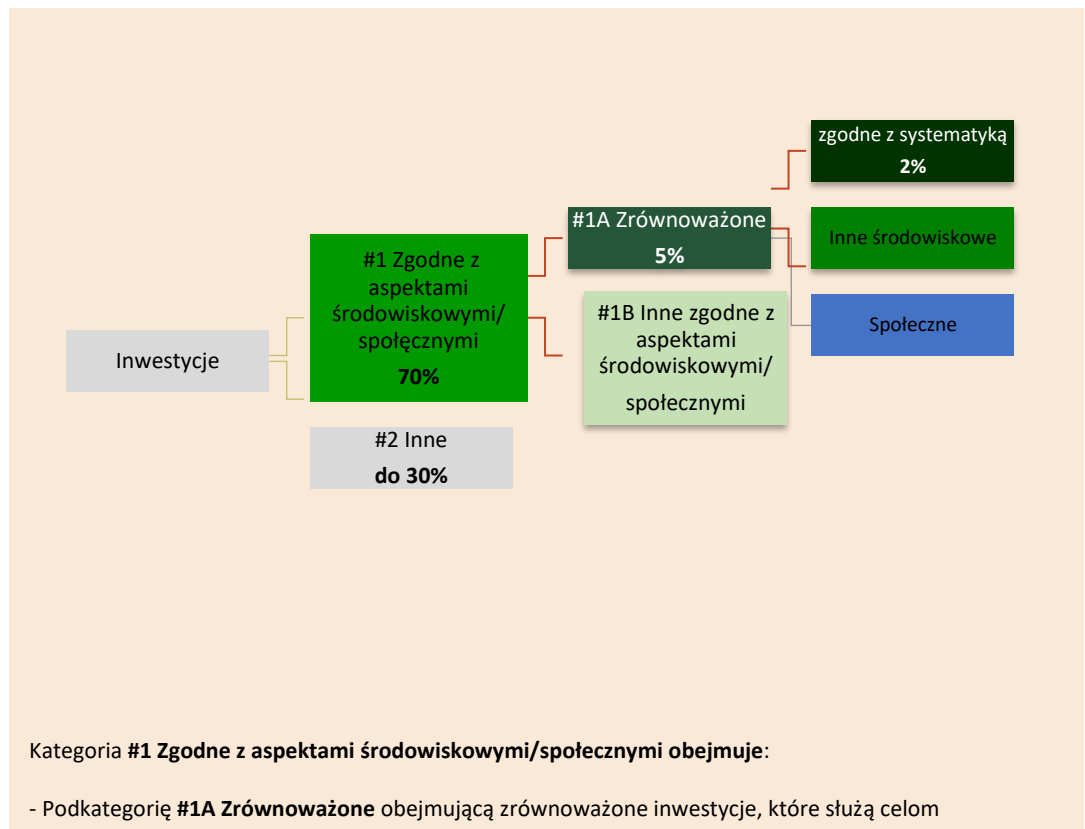 zgodne z systematyką
2%
#1A Zrównoważone
5%
Inne środowiskowe
#1 Zgodne z
aspektami
środowiskowymi/
społęcznymi
70%
#1B Inne zgodne z
aspektami
środowiskowymi/
społecznymi
Społeczne
Inwestycje
#2 Inne
do 30%
Kategoria #1 Zgodne z aspektami środowiskowymi/społecznymi obejmuje:
- Podkategorię #1A Zrównoważone obejmującą zrównoważone inwestycje, które służą celom